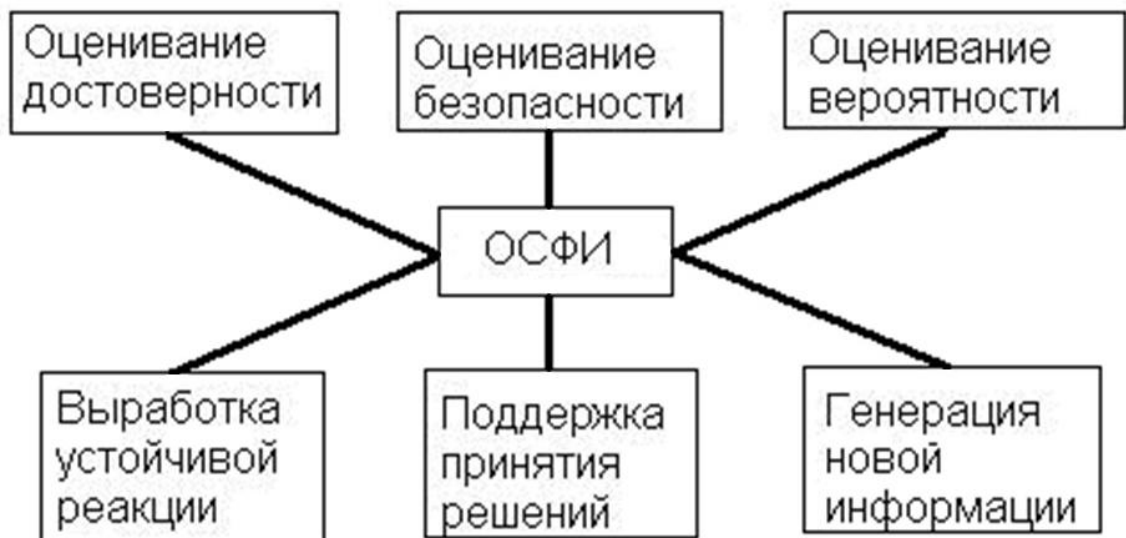 Оценивание
достоверности
Оценивание
безопасности
Оценивание
вероятности
ОСФИ
Выработка
устойчивой
реакции
Поддержка
принятия
решений
Генерация
новой
информации